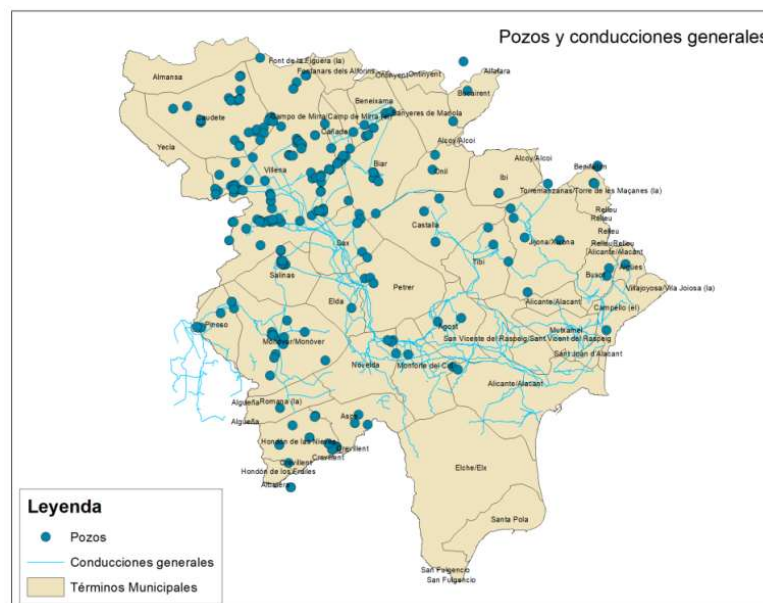 Pozos y conducciones generales
Font de la Figuera (la)
Almansa
Fontanars dels Alforins
Ontinyent
Ontinyent
Alfafara
Bocairent
Beneixama
Banyeres de Mariola
Caudete
Campo de Mirra/Camp de Mirra
Cañada
Yecla
Alcoy/Alcoi
Alcoy/Alcoi
Villena
Biar
Onil
Ibi
Benifallim
Torremanzanas/Torre de les Maçanes (la)
Relleu
Relleu
Relleu
Castalla
Sax
Jijona/Xixona
Relleu
Relleu
Alicante/Alacant
Tibi
Aigües
Busot
Salinas
Petrer
Villajoyosa/Vila Joiosa (la)
Elda
Alicante/Alacant
Campello (el)
Pinoso
Agost
Mutxamel
Monóvar/Monòver
San Vicente del Raspeig/Sant Vicent del Raspeig
Sant Joan d'Alacant
Novelda
Monforte del Cid
Alicante/Alacant
Algueña
Romana (la)
Aspe
Algueña
Hondón de las Nieves
Crevillent
Crevillent
Crevillent
Hondón de los Frailes
Albatera
Elche/Elx
Santa Pola
San Fulgencio
San Fulgencio
Leyenda
Pozos
Conducciones generales
Términos Municipales